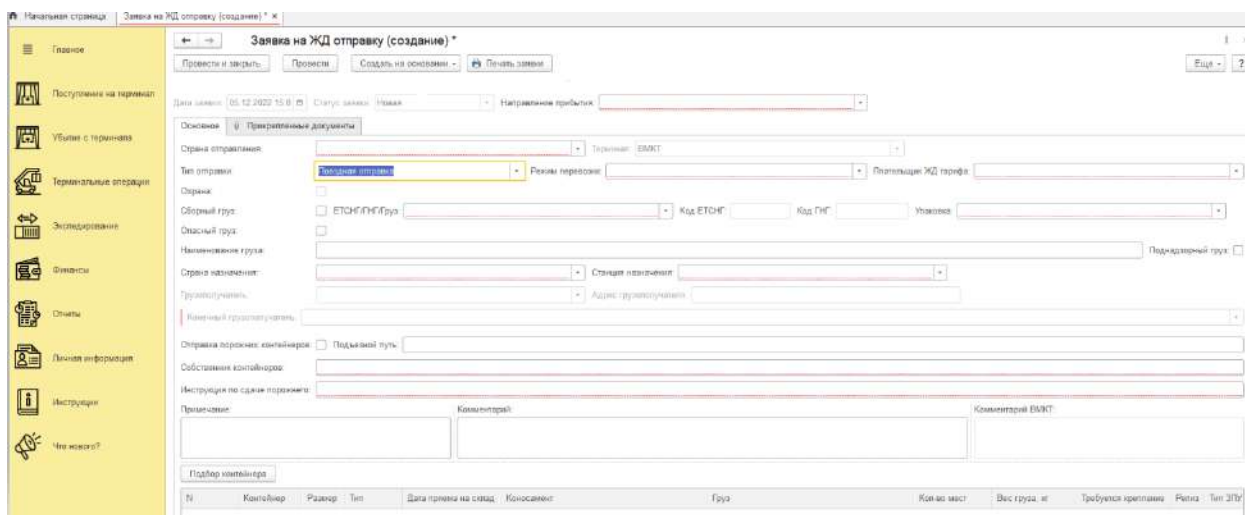 Начальная страница Заявка на ЖД отправку (создание) * ×
Главное
Поступление на терминал
Убытие с терминала
Терминальные операции
Экспедирование
Финансы
Отчеты
Личная информация
Инструкции
Что нового?
Заявка на ЖД отправку (создание) *
Провести и закрыть Провести Создать на основании Печать заявки Еще ?
Дата заявки: 05.12.2022 15:0 Статус заявки: Новая Направление прибытия:
Основное Прикрепленные документы
Страна отправления: Терминал: ВМКТ
Тип отправки: Повагонная отправка Режим перевозки: Плательщик ЖД тарифа:
Охрана:
Сборный груз: ЕТСНГ/ГНГ/Груз: Код ЕТСНГ: Код ГНГ: Упаковка:
Опасный груз:
Наименование груза: Поднадзорный груз:
Страна назначения: Станция назначения:
Грузополучатель: Адрес грузополучателя:
Конечный грузополучатель:
Отправка порожних контейнеров: Подъездной путь:
Собственник контейнеров:
Инструкция по сдаче порожнего:
Примечание: Комментарий: Комментарий ВМКТ:
Подбор контейнера
N Контейнер Размер Тип Дата приема на склад Коносамент Груз Кол-во мест Вес груза, кг Требуется крепление Тип ЗПУ